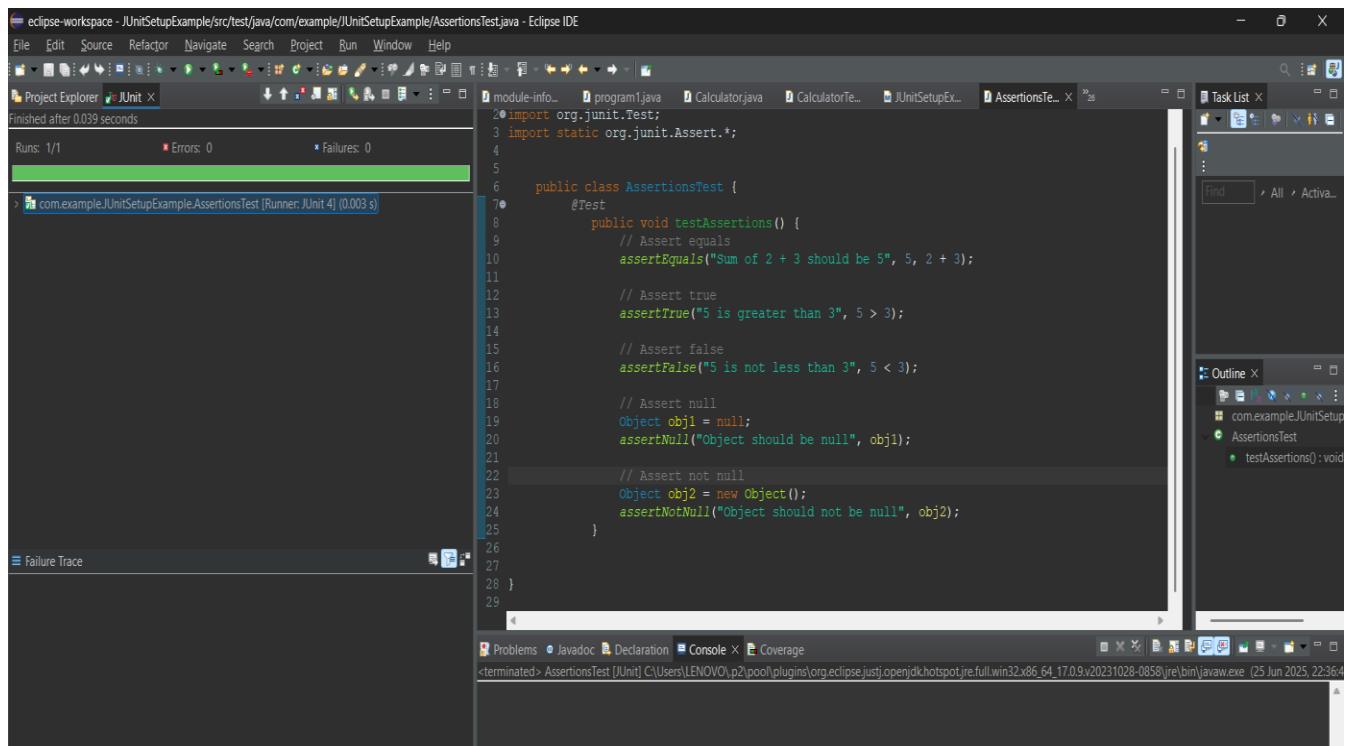 eclipse-workspace - JUnitSetupExample/src/test/java/com/example/JUnitSetupExample/AssertionsTest.java - Eclipse IDE
File Edit Source Refactor Navigate Search Project Run Window Help
Project Explorer JUnit
Finished after 0.039 seconds
Runs: 1/1 Errors: 0 Failures: 0
com.example.JUnitSetupExample.AssertionsTest [Runner: JUnit 4] (0.003 s)
Failure Trace
module-info... program1.java Calculator.java CalculatorTe... JUnitSetupEx... AssertionsTe... »26
2 import org.junit.Test;
3 import static org.junit.Assert.*;
4
5
6 public class AssertionsTest {
7 @Test
8 public void testAssertions() {
9 // Assert equals
10 assertEquals("Sum of 2 + 3 should be 5", 5, 2 + 3);
11
12 // Assert true
13 assertTrue("5 is greater than 3", 5 > 3);
14
15 // Assert false
16 assertFalse("5 is not less than 3", 5 < 3);
17
18 // Assert null
19 Object obj1 = null;
20 assertNull("Object should be null", obj1);
21
22 // Assert not null
23 Object obj2 = new Object();
24 assertNotNull("Object should not be null", obj2);
25 }
26
27
28 }
29
Task List
Find All Activa...
Outline
com.example.JUnitSetup
AssertionsTest
testAssertions() : void
Problems Javadoc Declaration Console Coverage
<terminated> AssertionsTest [JUnit] C:\Users\LENOVO\.p2\pool\plugins\org.eclipse.justj.openjdk.hotspot.jre.full.win32.x86_64_17.0.9.v20231028-0858\jre\bin\javaw.exe (25 Jun 2025, 22:36:4